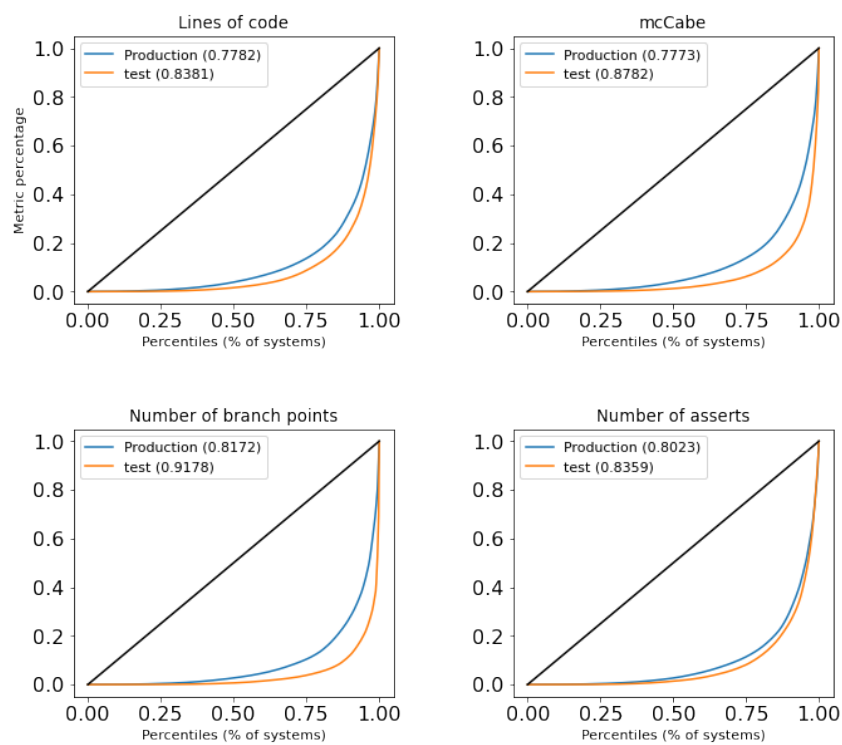 Lines of code
1.0
0.8
0.6
0.4
0.2
0.0
Metric percentage
Production (0.7782)
test (0.8381)
0.00 0.25 0.50 0.75 1.00
Percentiles (% of systems)
mcCabe
1.0
0.8
0.6
0.4
0.2
0.0
Production (0.7773)
test (0.8782)
0.00 0.25 0.50 0.75 1.00
Percentiles (% of systems)
Number of branch points
1.0
0.8
0.6
0.4
0.2
0.0
Production (0.8172)
test (0.9178)
0.00 0.25 0.50 0.75 1.00
Percentiles (% of systems)
Number of asserts
1.0
0.8
0.6
0.4
0.2
0.0
Production (0.8023)
test (0.8359)
0.00 0.25 0.50 0.75 1.00
Percentiles (% of systems)